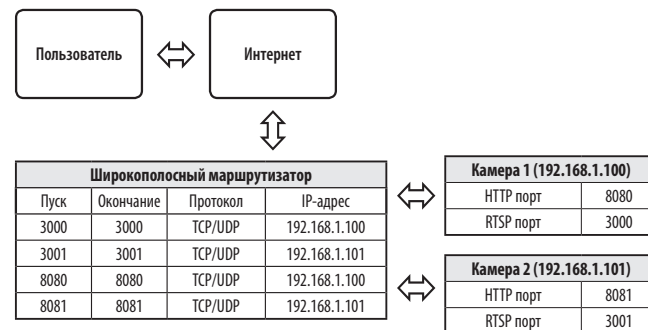 Пользователь
Интернет
Широкополосный маршрутизатор
Пуск Окончание Протокол IP-адрес
3000 3000 TCP/UDP 192.168.1.100
3001 3001 TCP/UDP 192.168.1.101
8080 8080 TCP/UDP 192.168.1.100
8081 8081 TCP/UDP 192.168.1.101
Камера 1 (192.168.1.100)
HTTP порт 8080
RTSP порт 3000
Камера 2 (192.168.1.101)
HTTP порт 8081
RTSP порт 3001